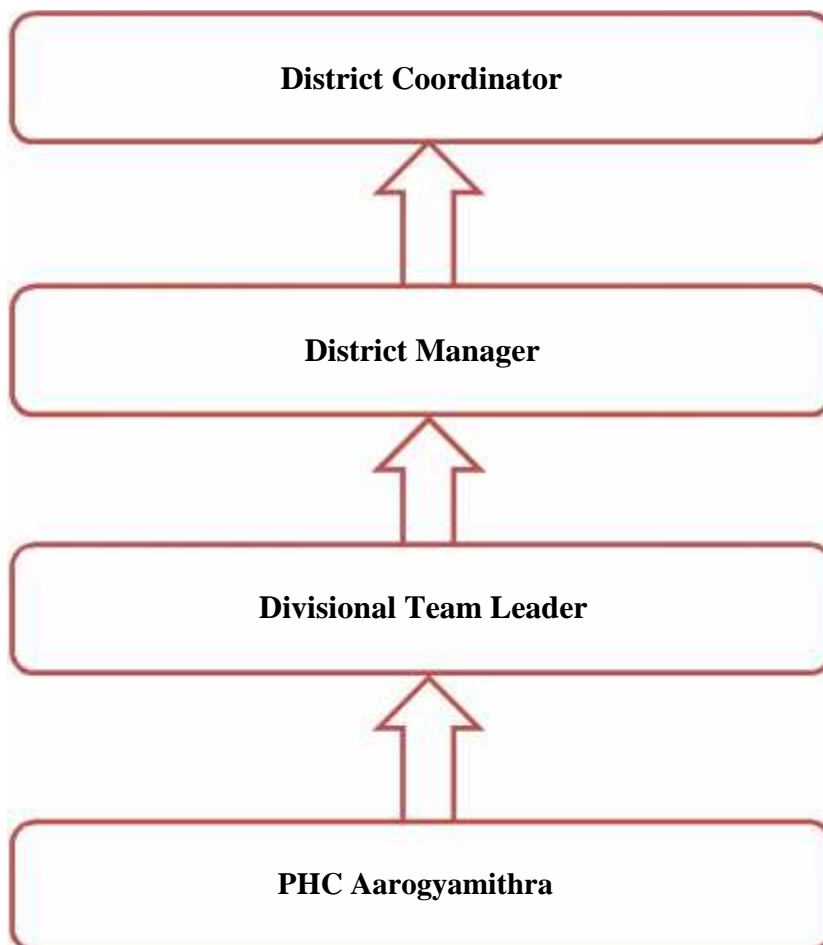 District Coordinator
District Manager
Divisional Team Leader
PHC Aarogyamithra